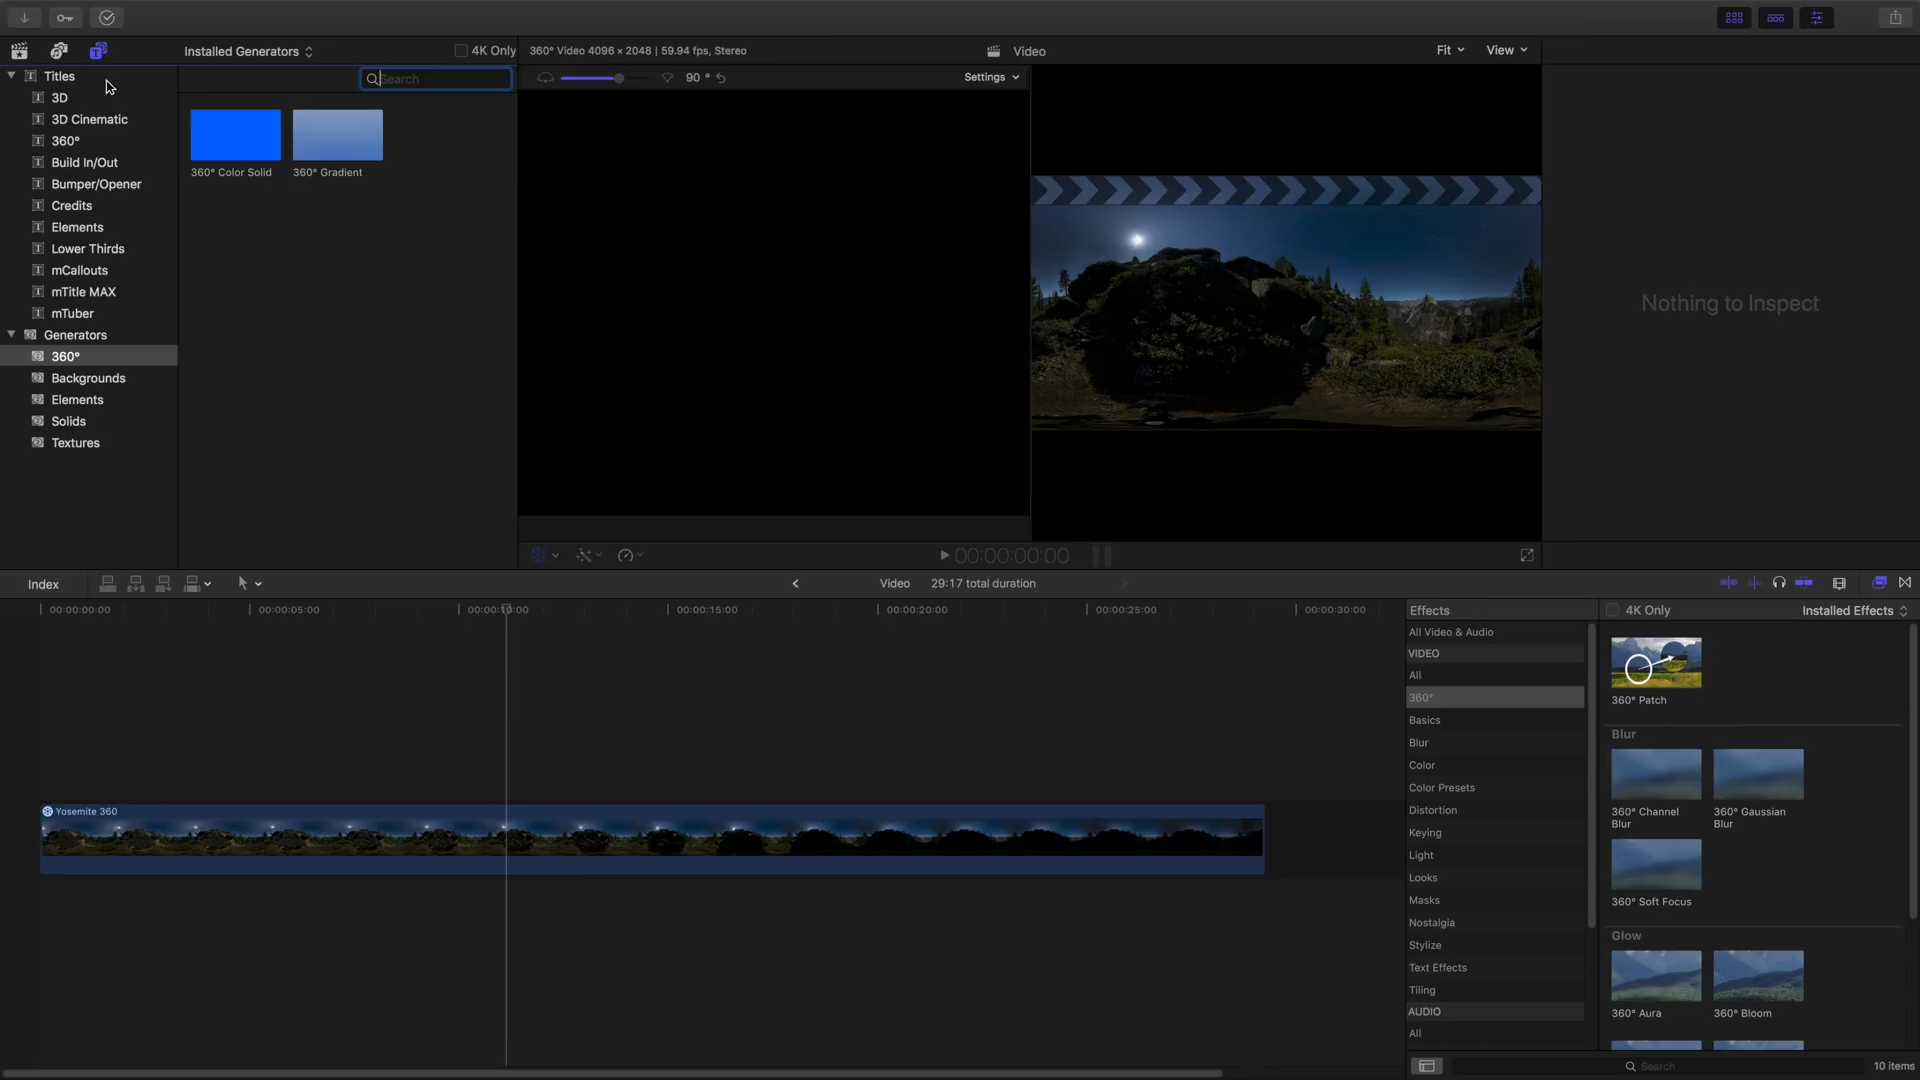 Installed Generators
4K Only
360° Video 4096 × 2048 | 59.94 fps, Stereo
Video
Fit
View
Titles
Search
90 °
Settings
3D
3D Cinematic
360°
Build In/Out
Bumper/Opener
Credits
Elements
Lower Thirds
mCallouts
mTitle MAX
mTuber
Generators
360°
Backgrounds
Elements
Solids
Textures
360° Color Solid
360° Gradient
Nothing to Inspect
00:00:00:00
Index
Video
29:17 total duration
00:00:00:00
00:00:05:00
00:00:10:00
00:00:15:00
00:00:20:00
00:00:25:00
00:00:30:00
Yosemite 360
Effects
4K Only
Installed Effects
All Video & Audio
VIDEO
All
360°
Basics
Blur
Color
Color Presets
Distortion
Keying
Light
Looks
Masks
Nostalgia
Stylize
Text Effects
Tiling
AUDIO
All
360° Patch
Blur
360° Channel
Blur
360° Gaussian
Blur
360° Soft Focus
Glow
360° Aura
360° Bloom
Search
10 items